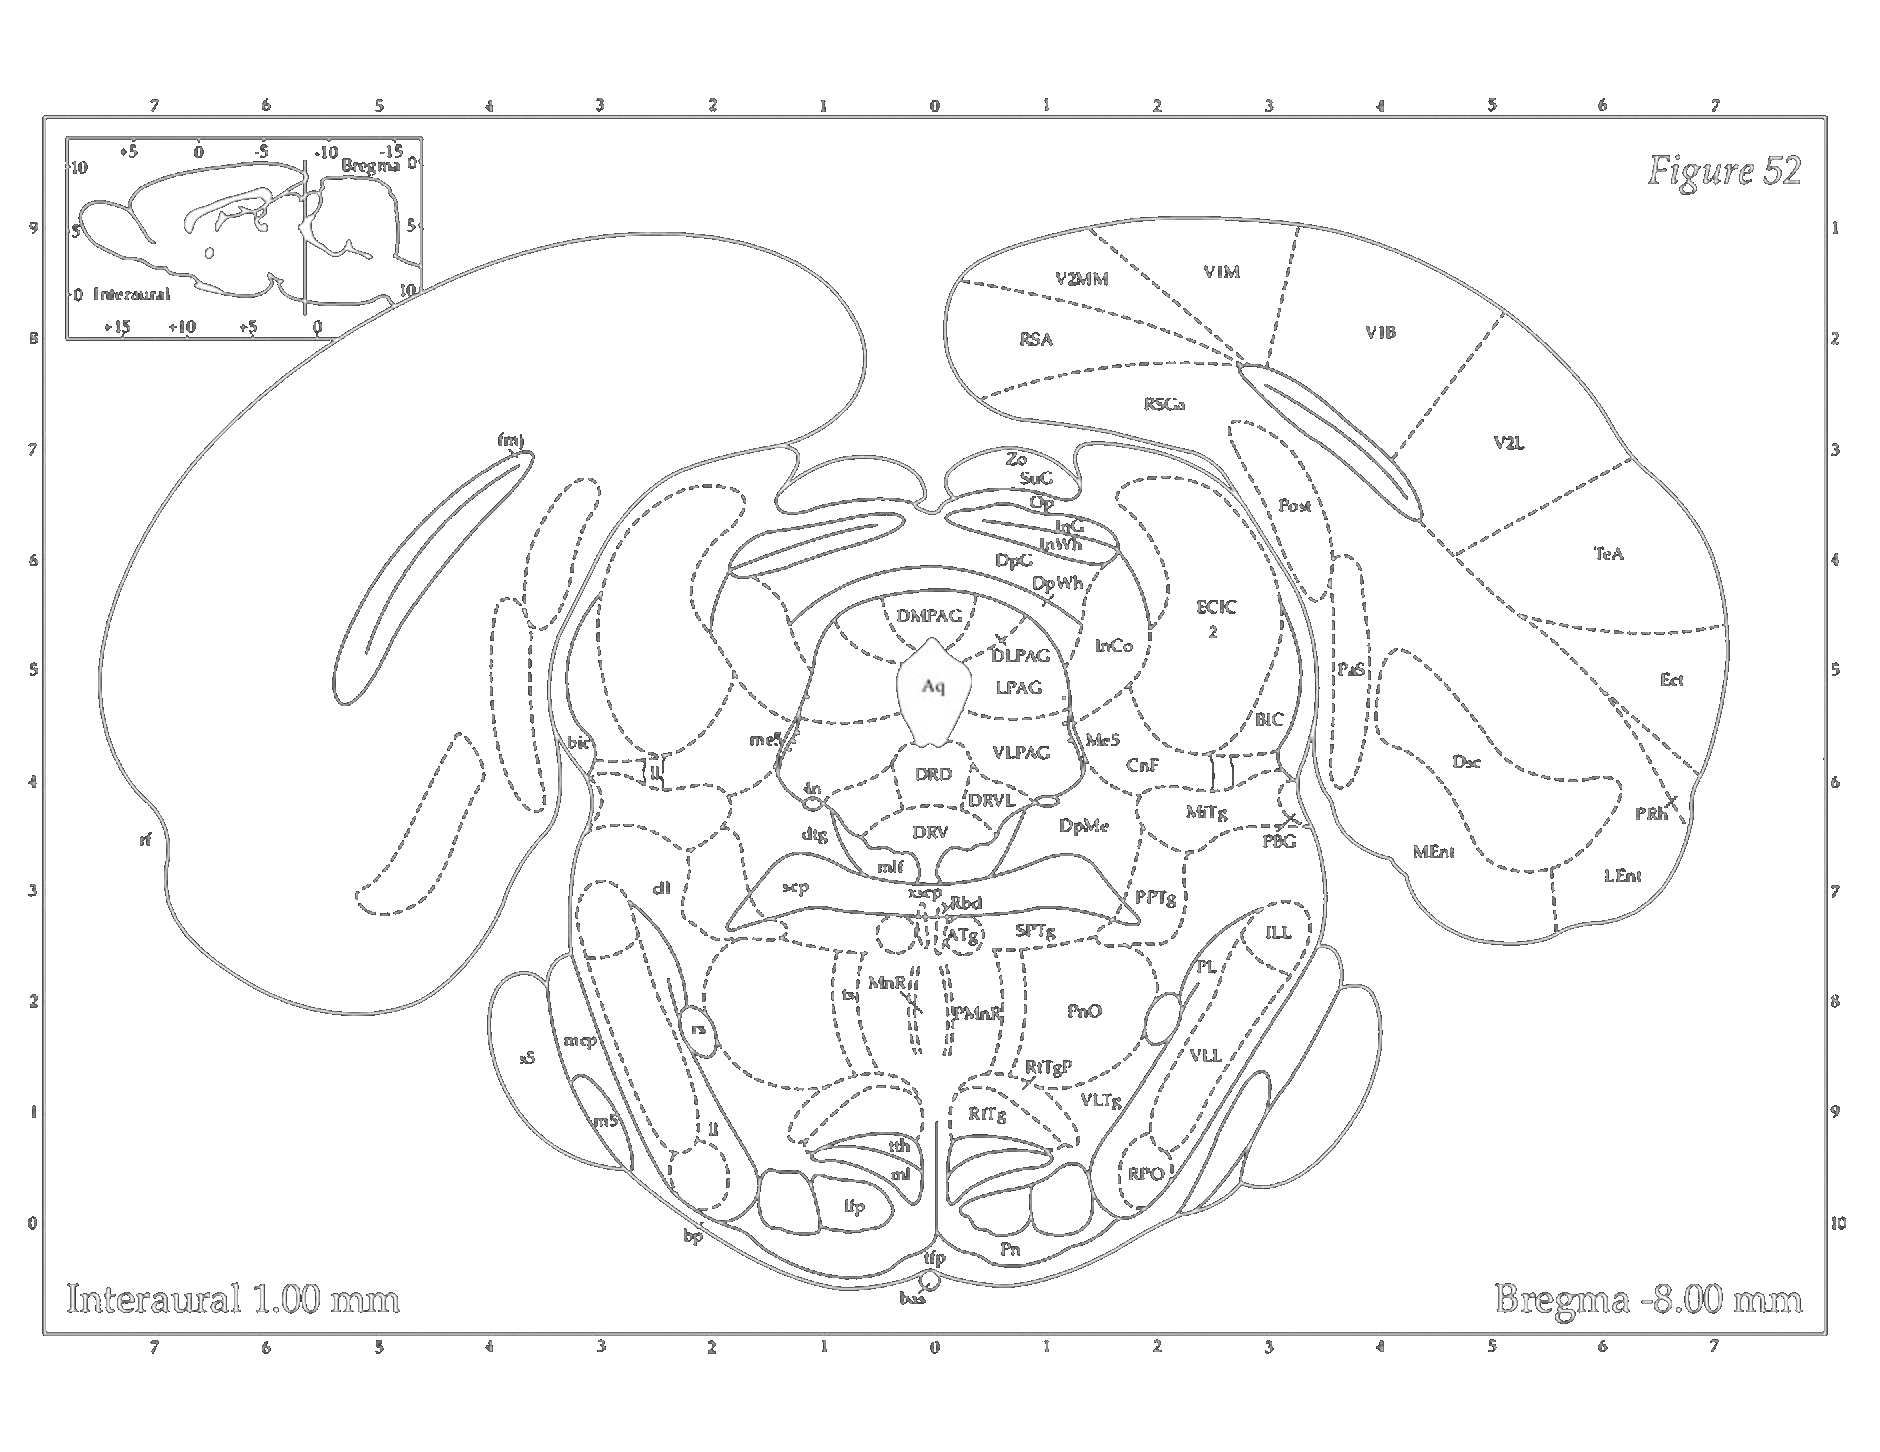 7 6 5 4 3 2 1 0 1 2 3 4 5 6 7
+5 0 -5 -10 -15
Bregma 0
10
5 5
0 Interaural 10
+15 +10 +5 0
Figure 52
9 1
8 2
7 3
6 4
5 5
4 6
3 7
2 8
1 9
0 10
V2MM
V1M
V1B
RSA
RSGa
V2L
(m)
Zo
SuG
Op
Post
InG
InWh
DpG
TeA
DpWh
ECIC
2
DMPAG
DLPAG
InCo
LPAG
Aq
PaS
Ect
BIC
bic
me5
Me5
VLPAG
CnF
DRD
ll
Dsc
tn
DRVL
MiTg
PRh
DRV
DpMe
dtg
rf
PBG
MEnt
mlf
LEnt
dll
scp
xscp
Rbd
PPTg
ATg
SPTg
ILL
PL
MnR
ts
PMnR
PnO
rs
mcp
s5
VLL
RtTgP
VLTg
RtTg
m5
ll
tth
ml
RPO
lfp
bp
Pn
tfp
bas
Interaural 1.00 mm
Bregma -8.00 mm
7 6 5 4 3 2 1 0 1 2 3 4 5 6 7